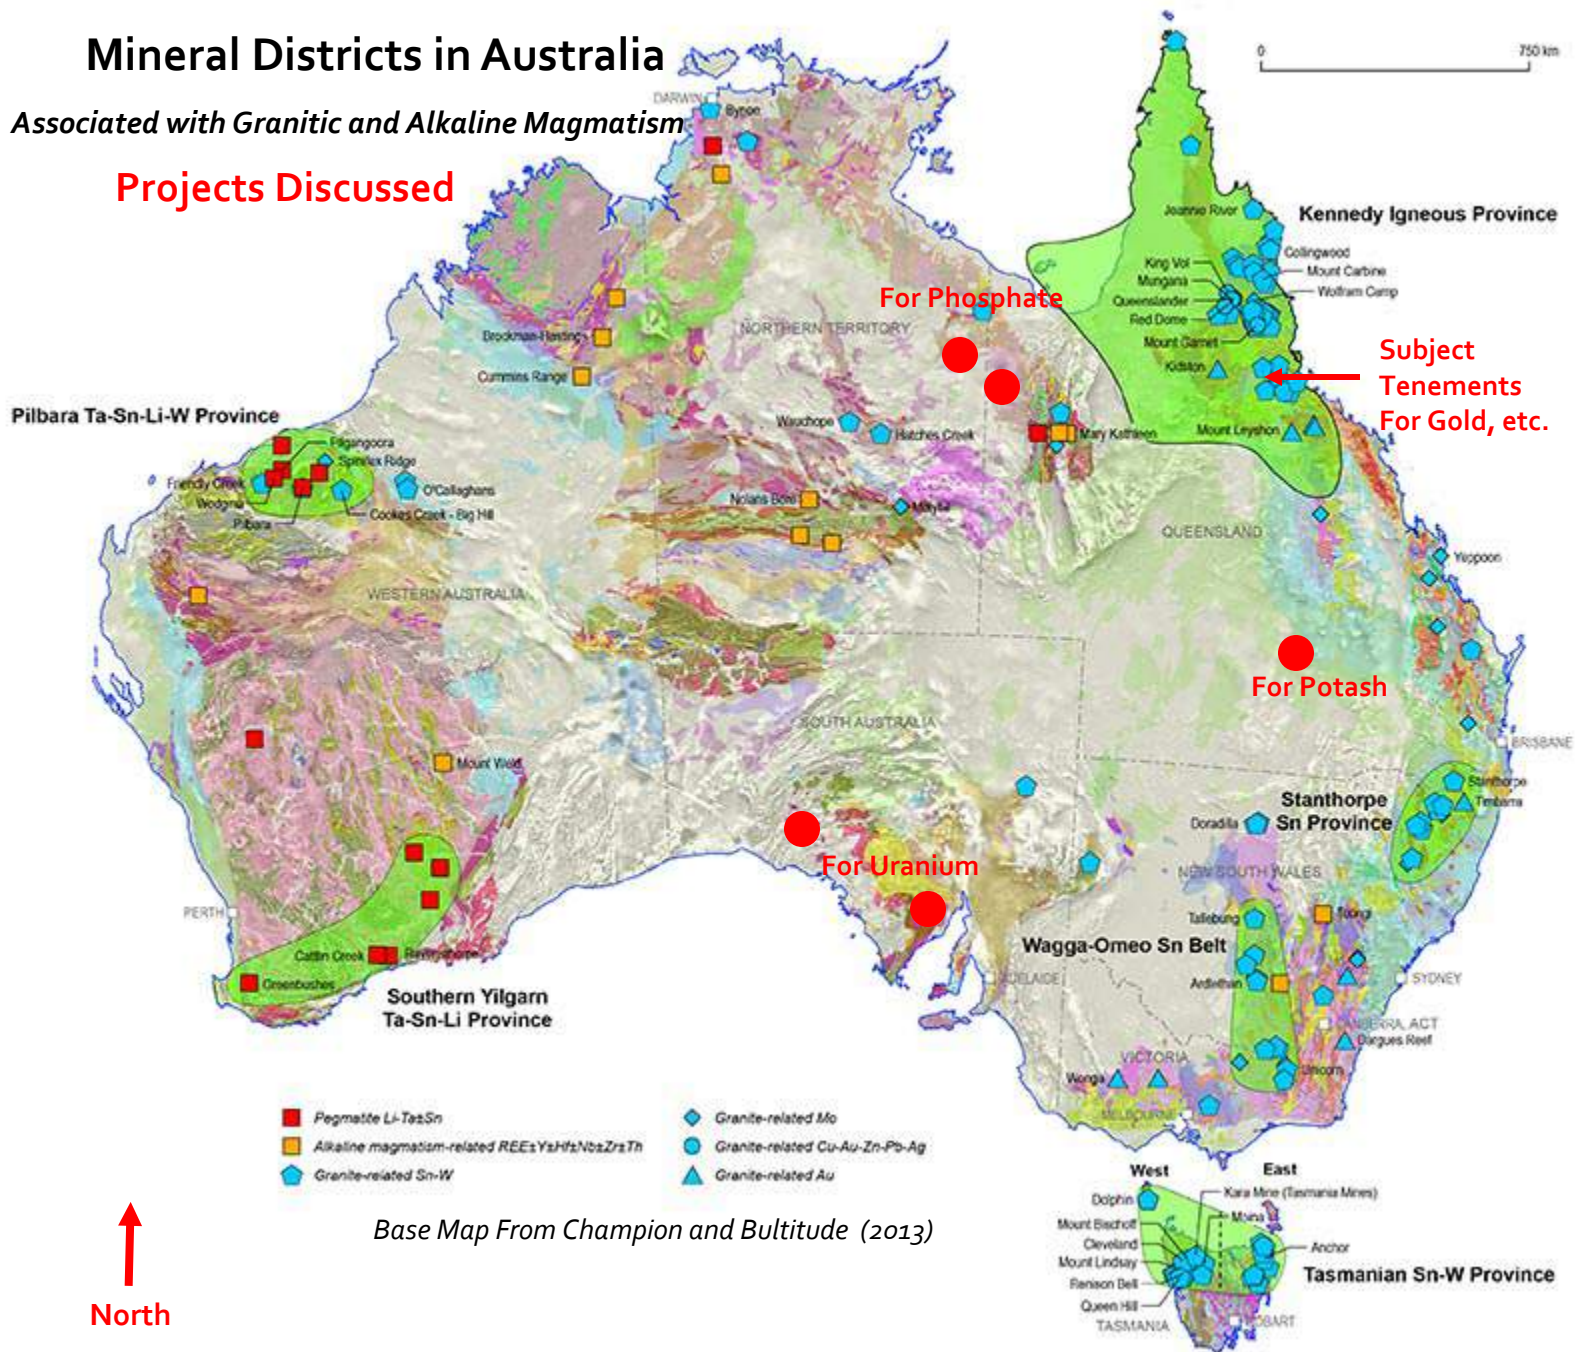 Mineral Districts in Australia
Associated with Granitic and Alkaline Magmatism
Projects Discussed
0 750 km
DARWIN
Bynoe
Jeannie River
Kennedy Igneous Province
Collingwood
King Vol
Mount Carbine
Mungana
Wolfram Camp
Queenslander
Red Dome
Mount Garnet
Kidston
Mount Leyshon
Subject
Tenements
For Gold, etc.
For Phosphate
NORTHERN TERRITORY
Brockman-Hastings
Cummins Range
Pilbara Ta-Sn-Li-W Province
Pilgangoora
Spinifex Ridge
Friendly Creek
Wodgina
Pilbara
O'Callaghans
Cookes Creek - Big Hill
Wauchope
Hatches Creek
Mary Kathleen
Nolans Bore
Molyhil
QUEENSLAND
Yeppoon
WESTERN AUSTRALIA
For Potash
SOUTH AUSTRALIA
BRISBANE
Mount Weld
Stanthorpe
Timbarra
Stanthorpe
Sn Province
Doradilla
For Uranium
NEW SOUTH WALES
PERTH
Tallebung
Toongi
Wagga-Omeo Sn Belt
Cattlin Creek
Ravensthorpe
Greenbushes
ADELAIDE
Ardlethan
SYDNEY
Southern Yilgarn
Ta-Sn-Li Province
CANBERRA, ACT
Dargues Reef
VICTORIA
Wonga
Unicorn
MELBOURNE
Pegmatite Li-Ta±Sn
Alkaline magmatism-related REE±Y±Hf±Nb±Zr±Th
Granite-related Sn-W
Granite-related Mo
Granite-related Cu-Au-Zn-Pb-Ag
Granite-related Au
West East
Dolphin
Kara Mine (Tasmania Mines)
Mount Bischoff
Moina
Cleveland
Anchor
Mount Lindsay
Renison Bell
Tasmanian Sn-W Province
Queen Hill
TASMANIA
HOBART
Base Map From Champion and Bultitude (2013)
North